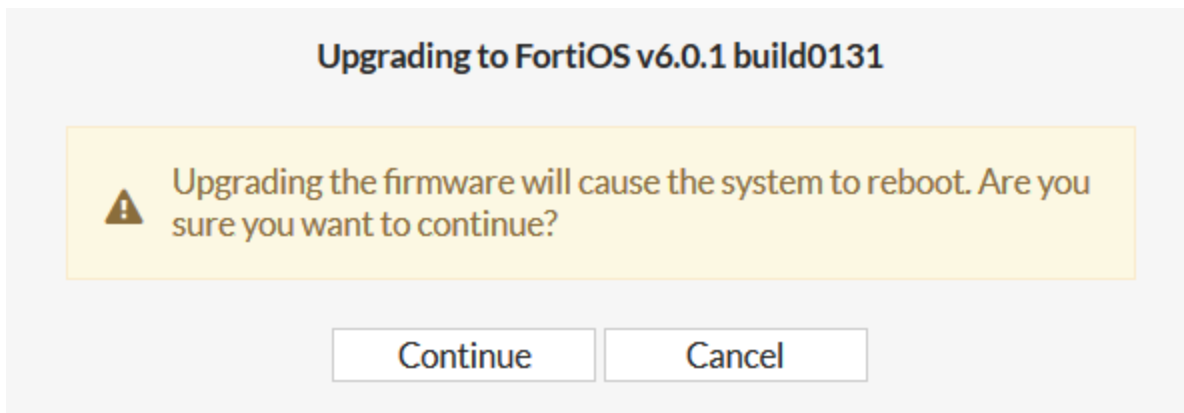 Upgrading to FortiOS v6.0.1 build0131
Upgrading the firmware will cause the system to reboot. Are you
sure you want to continue?
Continue
Cancel